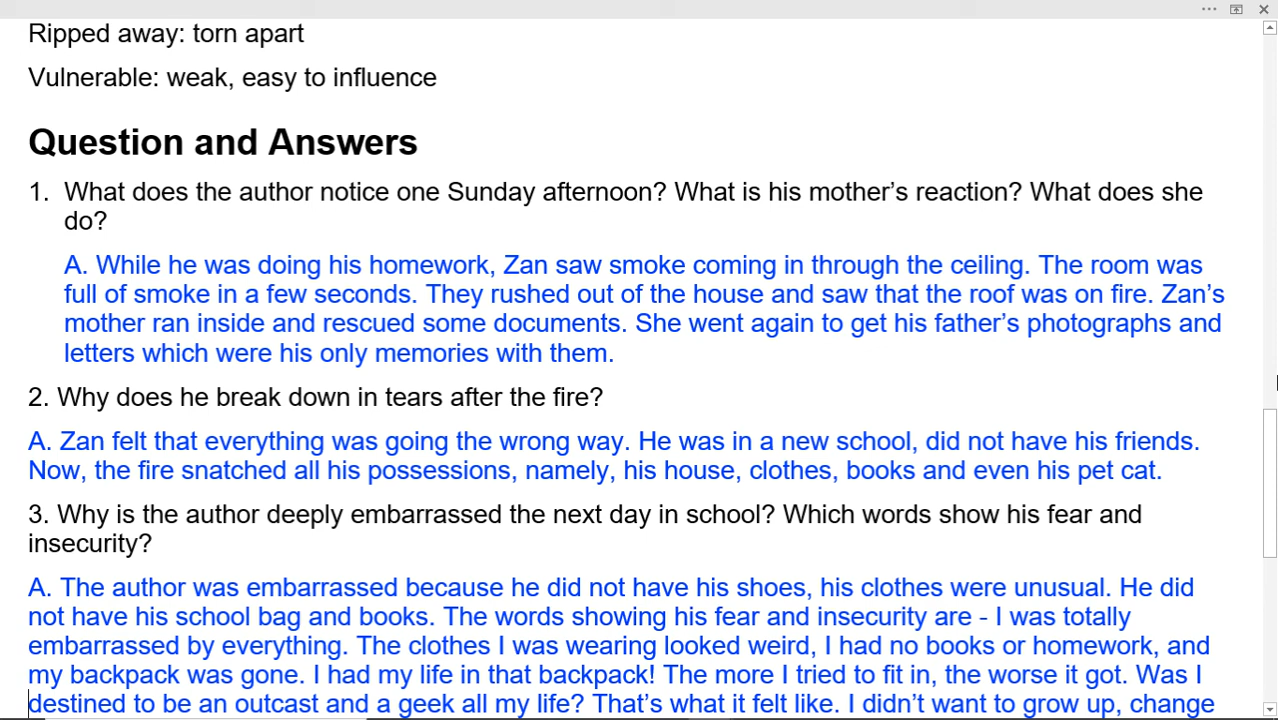 Ripped away: torn apart
Vulnerable: weak, easy to influence
Question and Answers
1. What does the author notice one Sunday afternoon? What is his mother’s reaction? What does she
do?
A. While he was doing his homework, Zan saw smoke coming in through the ceiling. The room was
full of smoke in a few seconds. They rushed out of the house and saw that the roof was on fire. Zan’s
mother ran inside and rescued some documents. She went again to get his father’s photographs and
letters which were his only memories with them.
2. Why does he break down in tears after the fire?
A. Zan felt that everything was going the wrong way. He was in a new school, did not have his friends.
Now, the fire snatched all his possessions, namely, his house, clothes, books and even his pet cat.
3. Why is the author deeply embarrassed the next day in school? Which words show his fear and
insecurity?
A. The author was embarrassed because he did not have his shoes, his clothes were unusual. He did
not have his school bag and books. The words showing his fear and insecurity are - I was totally
embarrassed by everything. The clothes I was wearing looked weird, I had no books or homework, and
my backpack was gone. I had my life in that backpack! The more I tried to fit in, the worse it got. Was I
destined to be an outcast and a geek all my life? That’s what it felt like. I didn’t want to grow up, change